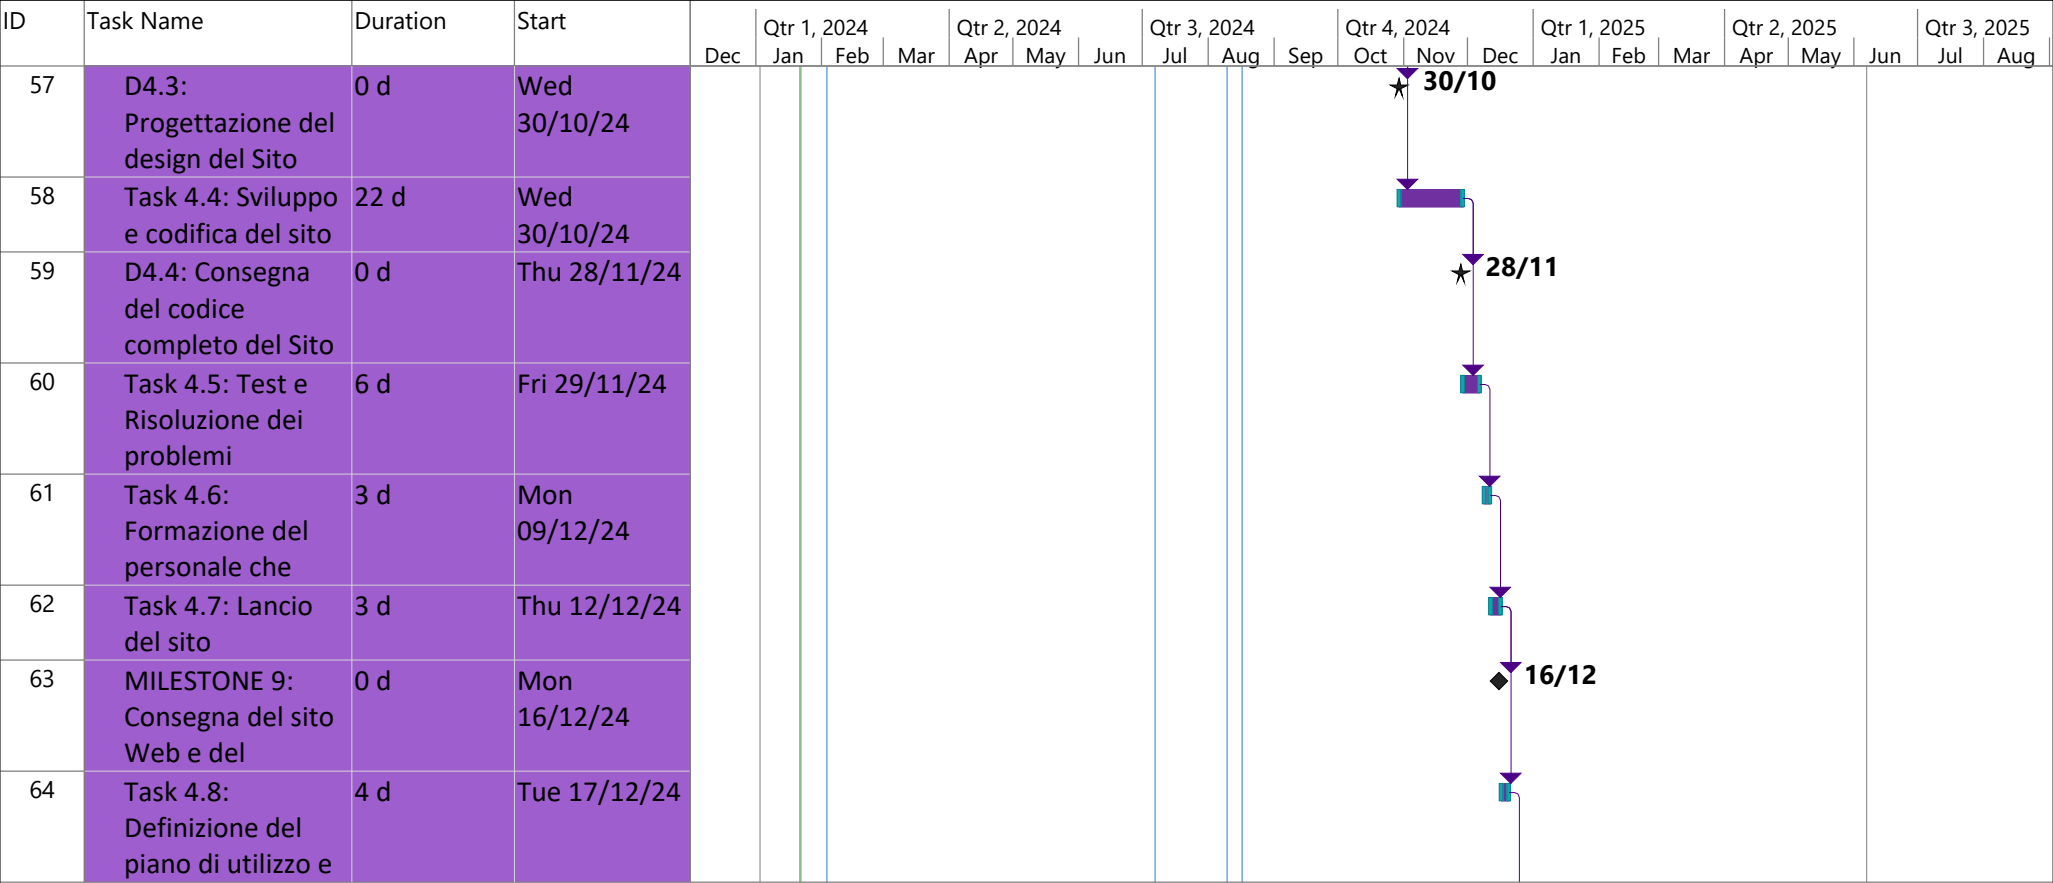 ID Task Name Duration Start
Qtr 1, 2024 Qtr 2, 2024 Qtr 3, 2024 Qtr 4, 2024 Qtr 1, 2025 Qtr 2, 2025 Qtr 3, 2025
Dec Jan Feb Mar Apr May Jun Jul Aug Sep Oct Nov Dec Jan Feb Mar Apr May Jun Jul Aug
57 D4.3: 0 d Wed 30/10
Progettazione del 30/10/24
design del Sito
58 Task 4.4: Sviluppo 22 d Wed
e codifica del sito 30/10/24
59 D4.4: Consegna 0 d Thu 28/11/24 28/11
del codice
completo del Sito
60 Task 4.5: Test e 6 d Fri 29/11/24
Risoluzione dei
problemi
61 Task 4.6: 3 d Mon
Formazione del 09/12/24
personale che
62 Task 4.7: Lancio 3 d Thu 12/12/24
del sito
63 MILESTONE 9: 0 d Mon 16/12
Consegna del sito 16/12/24
Web e del
64 Task 4.8: 4 d Tue 17/12/24
Definizione del
piano di utilizzo e